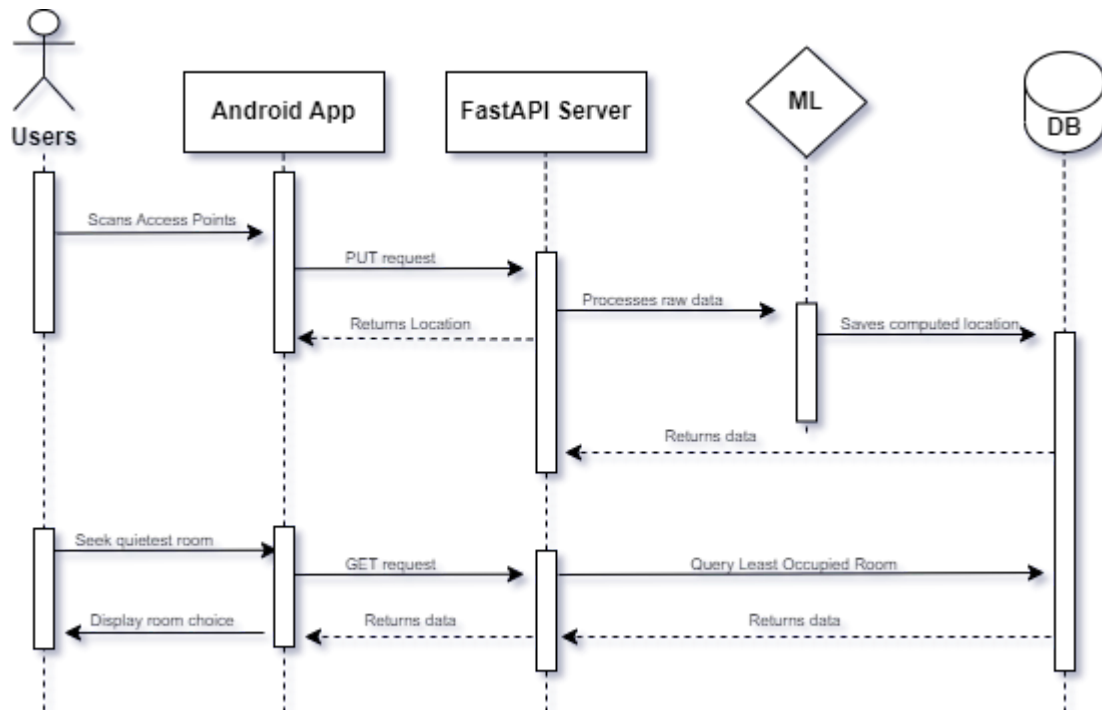 Users
Android App
FastAPI Server
ML
DB
Scans Access Points
PUT request
Processes raw data
Returns Location
Saves computed location
Returns data
Seek quietest room
GET request
Query Least Occupied Room
Display room choice
Returns data
Returns data